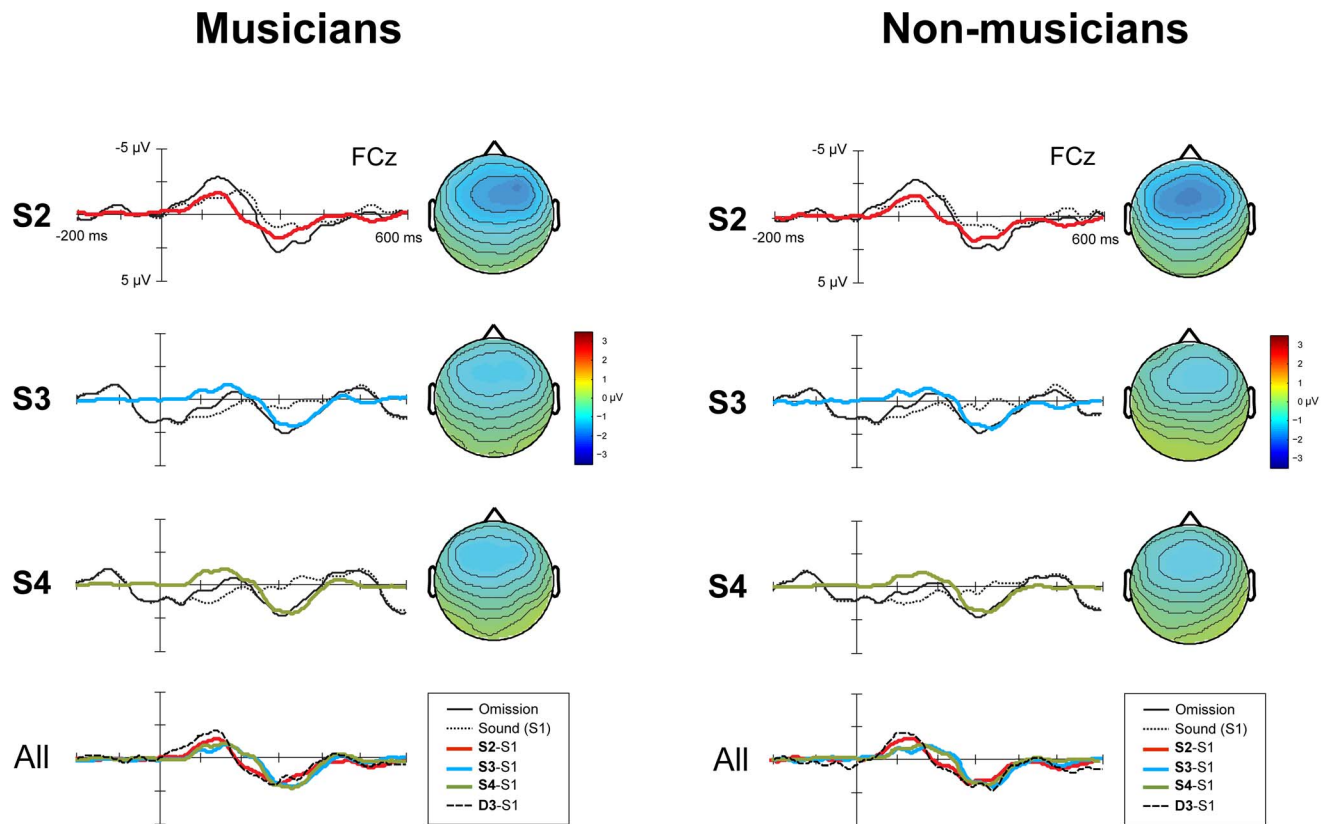 Musicians
Non-musicians
-5 µV
FCz
S2
-200 ms
600 ms
5 µV
-5 µV
FCz
S2
-200 ms
600 ms
5 µV
S3
3
2
1
0 µV
−1
−2
−3
S3
3
2
1
0 µV
−1
−2
−3
S4
S4
All
Omission
Sound (S1)
S2-S1
S3-S1
S4-S1
D3-S1
All
Omission
Sound (S1)
S2-S1
S3-S1
S4-S1
D3-S1